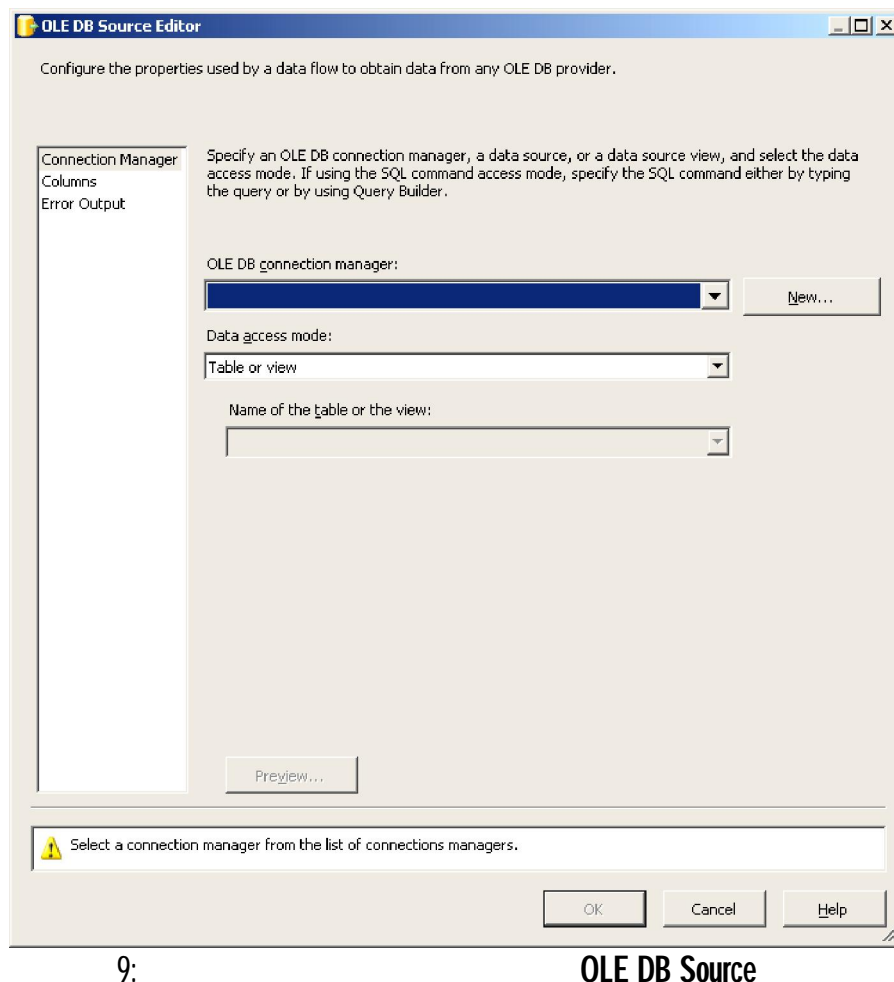 OLE DB Source Editor
Configure the properties used by a data flow to obtain data from any OLE DB provider.
Connection Manager
Columns
Error Output
Specify an OLE DB connection manager, a data source, or a data source view, and select the data
access mode. If using the SQL command access mode, specify the SQL command either by typing
the query or by using Query Builder.
OLE DB connection manager:
New...
Data access mode:
Table or view
Name of the table or the view:
Preview...
Select a connection manager from the list of connections managers.
OK
Cancel
Help
9: OLE DB Source